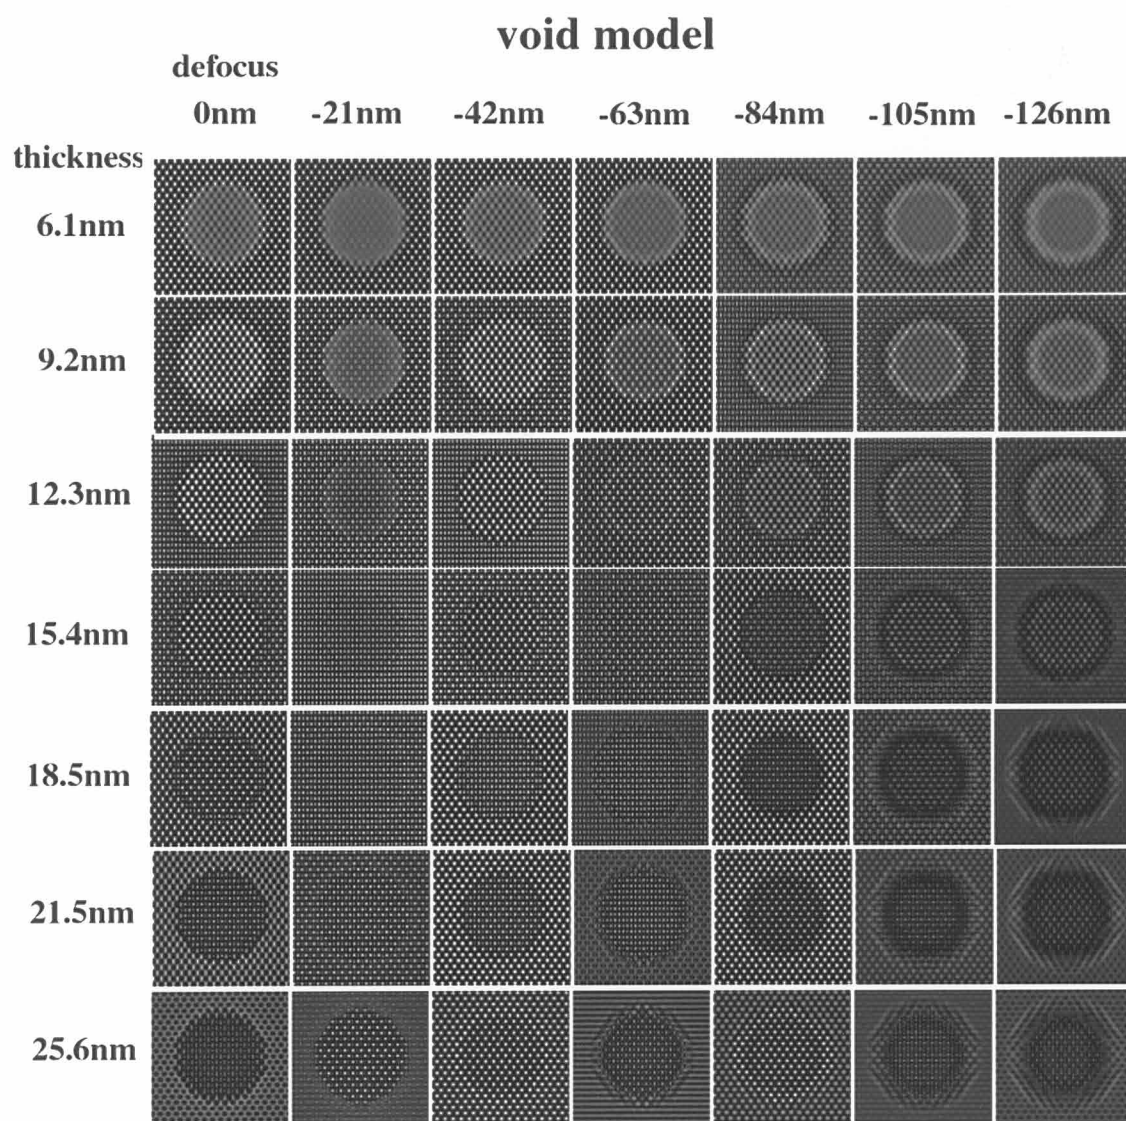 void model
defocus
0nm -21nm -42nm -63nm -84nm -105nm -126nm
thickness
6.1nm
9.2nm
12.3nm
15.4nm
18.5nm
21.5nm
25.6nm